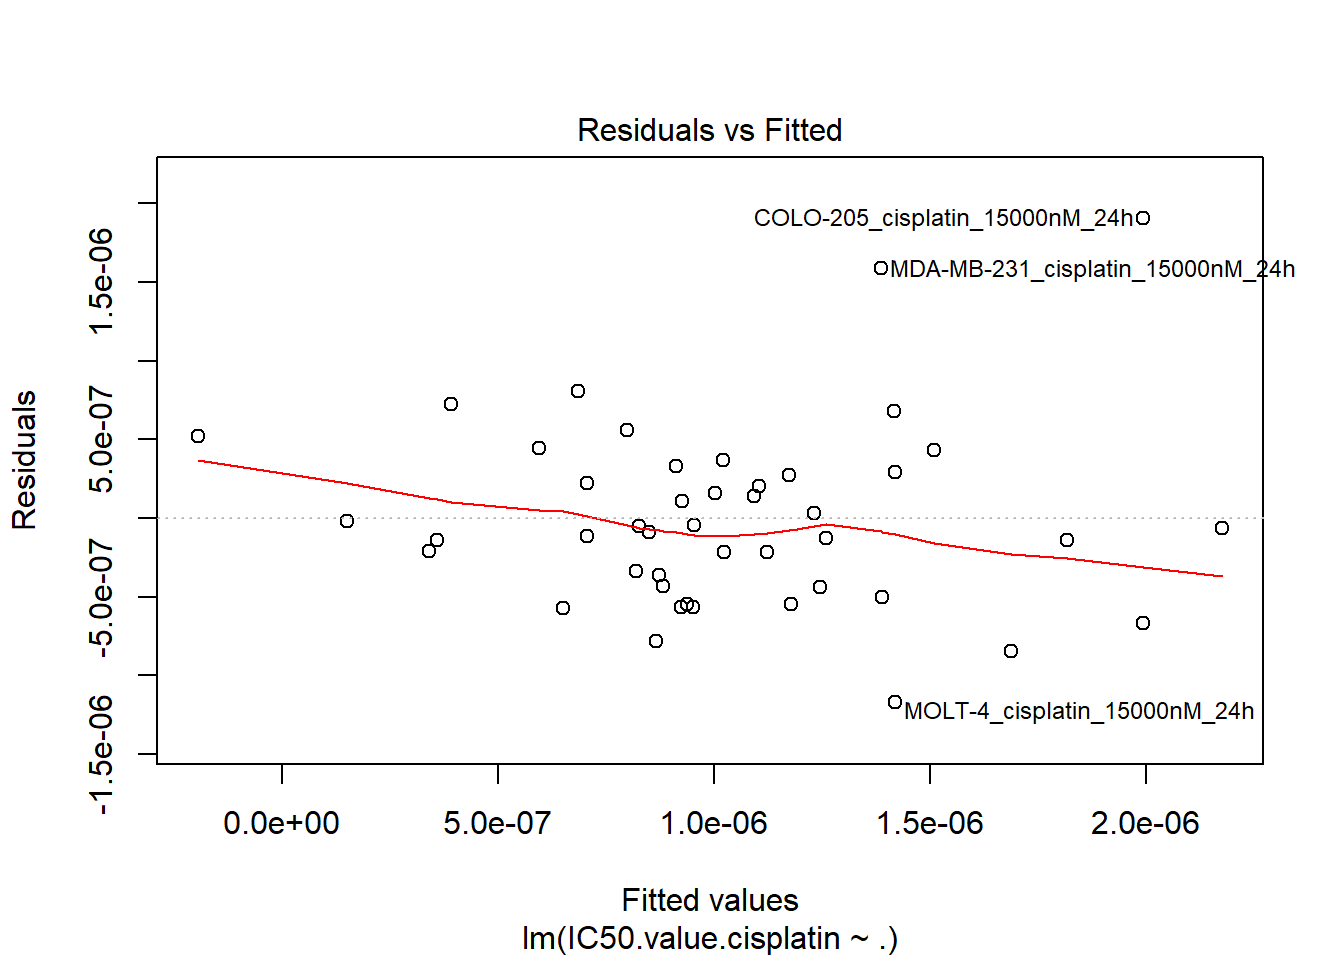 Residuals vs Fitted
COLO-205_cisplatin_15000nM_24h
MDA-MB-231_cisplatin_15000nM_24h
MOLT-4_cisplatin_15000nM_24h
Residuals
1.5e-06
5.0e-07
-5.0e-07
-1.5e-06
0.0e+00 5.0e-07 1.0e-06 1.5e-06 2.0e-06
Fitted values
lm(IC50.value.cisplatin ~ .)